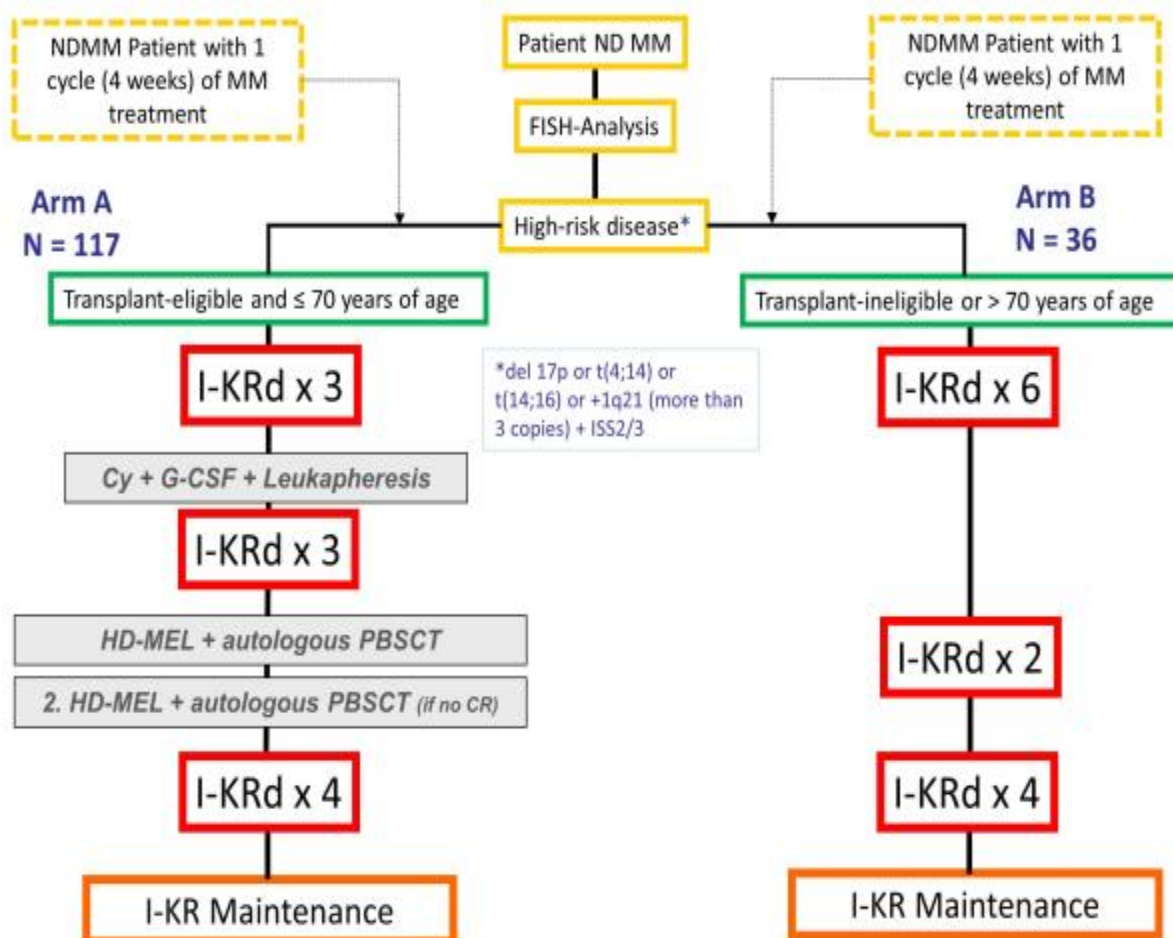 NDMM Patient with 1
cycle (4 weeks) of MM
treatment
Patient ND MM
NDMM Patient with 1
cycle (4 weeks) of MM
treatment
FISH-Analysis
Arm A
N = 117
High-risk disease*
Arm B
N = 36
Transplant-eligible and ≤ 70 years of age
Transplant-ineligible or > 70 years of age
I-KRd x 3
*del 17p or t(4;14) or
t(14;16) or +1q21 (more than
3 copies) + ISS2/3
I-KRd x 6
Cy + G-CSF + Leukapheresis
I-KRd x 3
HD-MEL + autologous PBSCT
I-KRd x 2
2. HD-MEL + autologous PBSCT (if no CR)
I-KRd x 4
I-KRd x 4
I-KR Maintenance
I-KR Maintenance